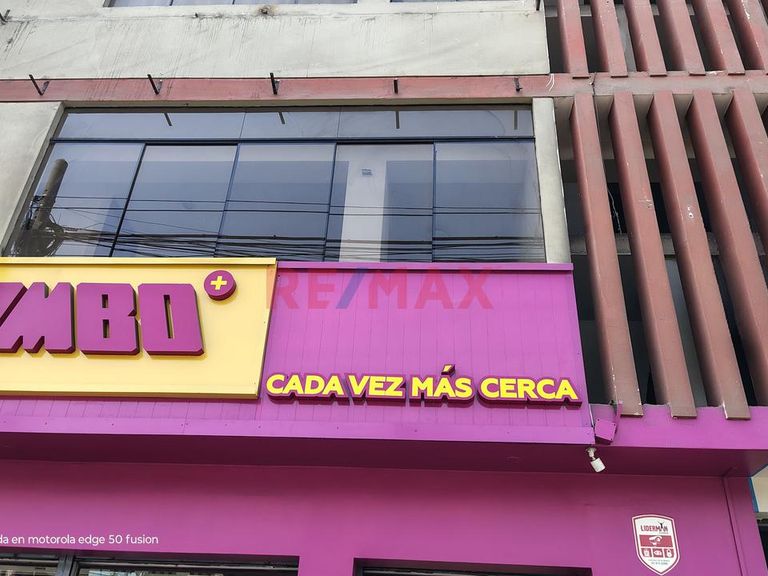 RE/MAX
MBO+
CADA VEZ MÁS CERCA
da en motorola edge 50 fusion
LIDERMAN